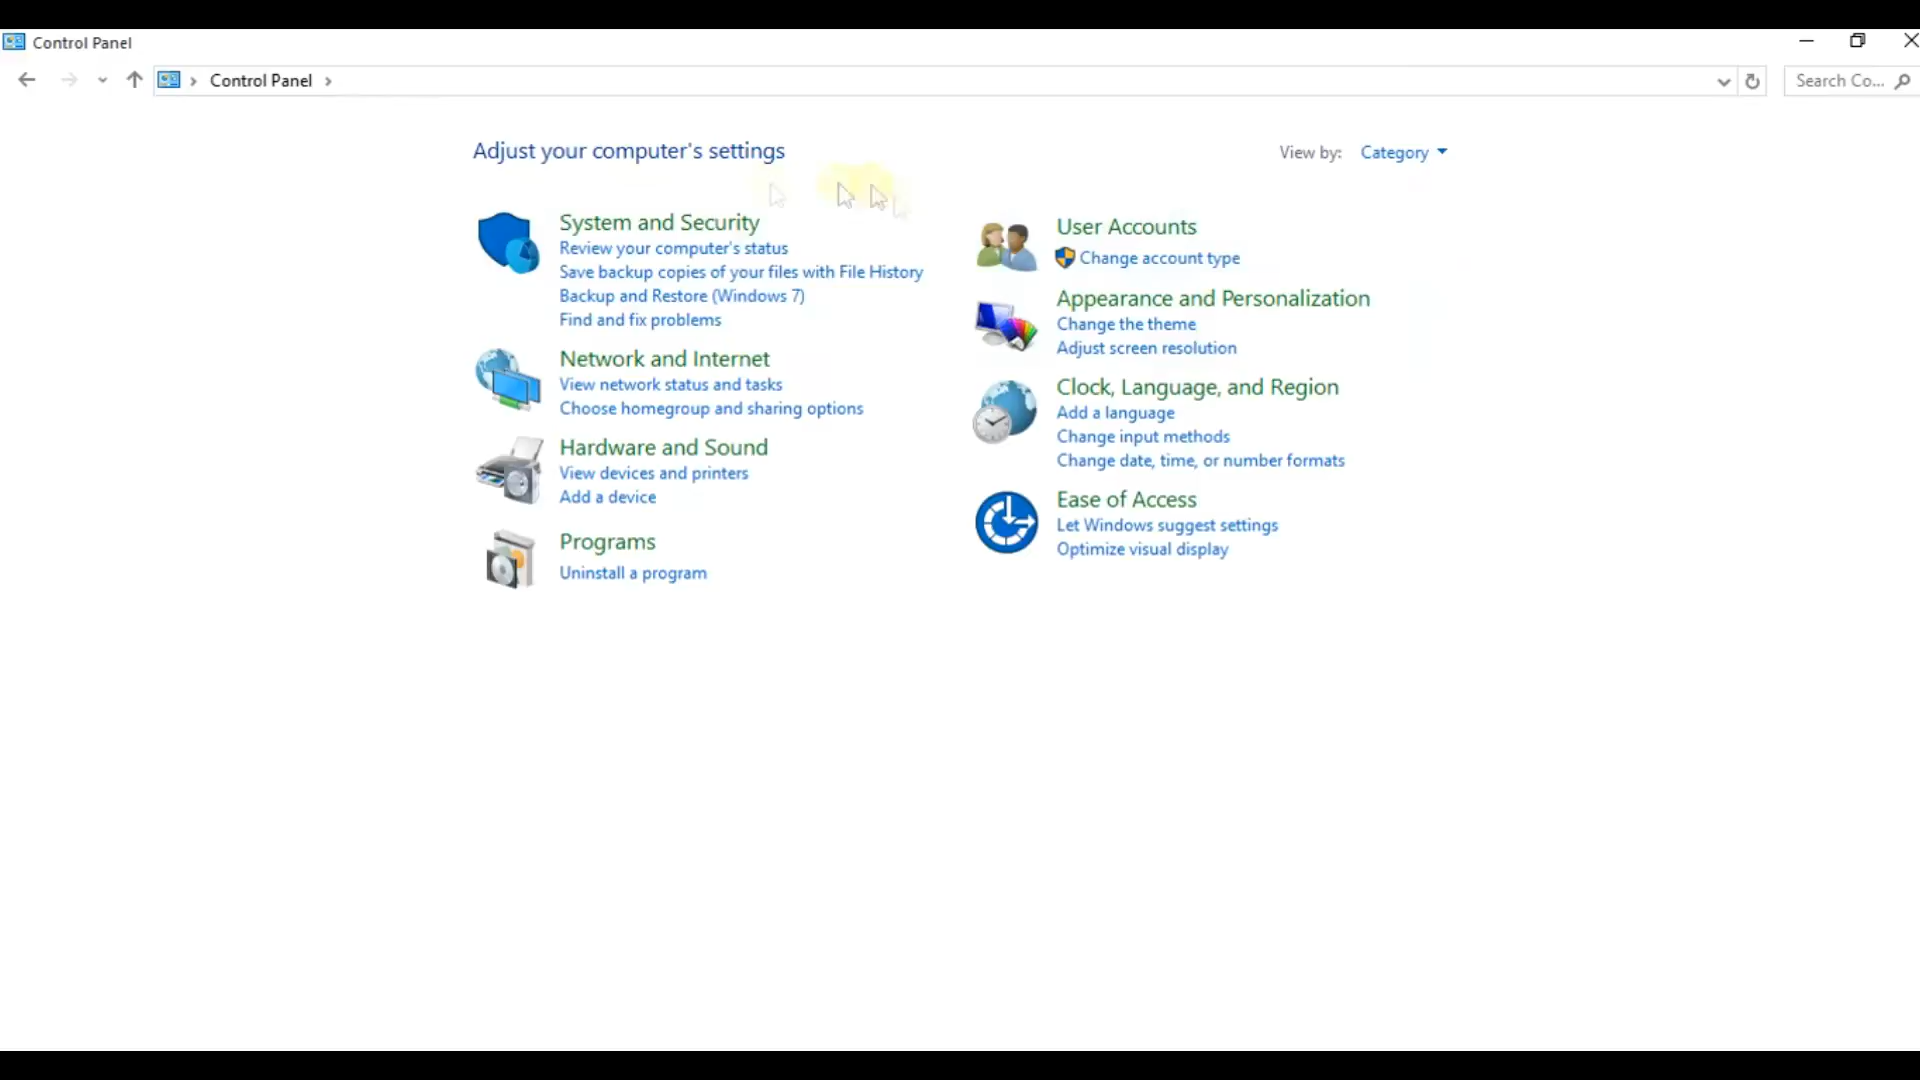 Control Panel
Control Panel
Search Co...
Adjust your computer's settings
View by: Category
System and Security
Review your computer's status
Save backup copies of your files with File History
Backup and Restore (Windows 7)
Find and fix problems
Network and Internet
View network status and tasks
Choose homegroup and sharing options
Hardware and Sound
View devices and printers
Add a device
Programs
Uninstall a program
User Accounts
Change account type
Appearance and Personalization
Change the theme
Adjust screen resolution
Clock, Language, and Region
Add a language
Change input methods
Change date, time, or number formats
Ease of Access
Let Windows suggest settings
Optimize visual display